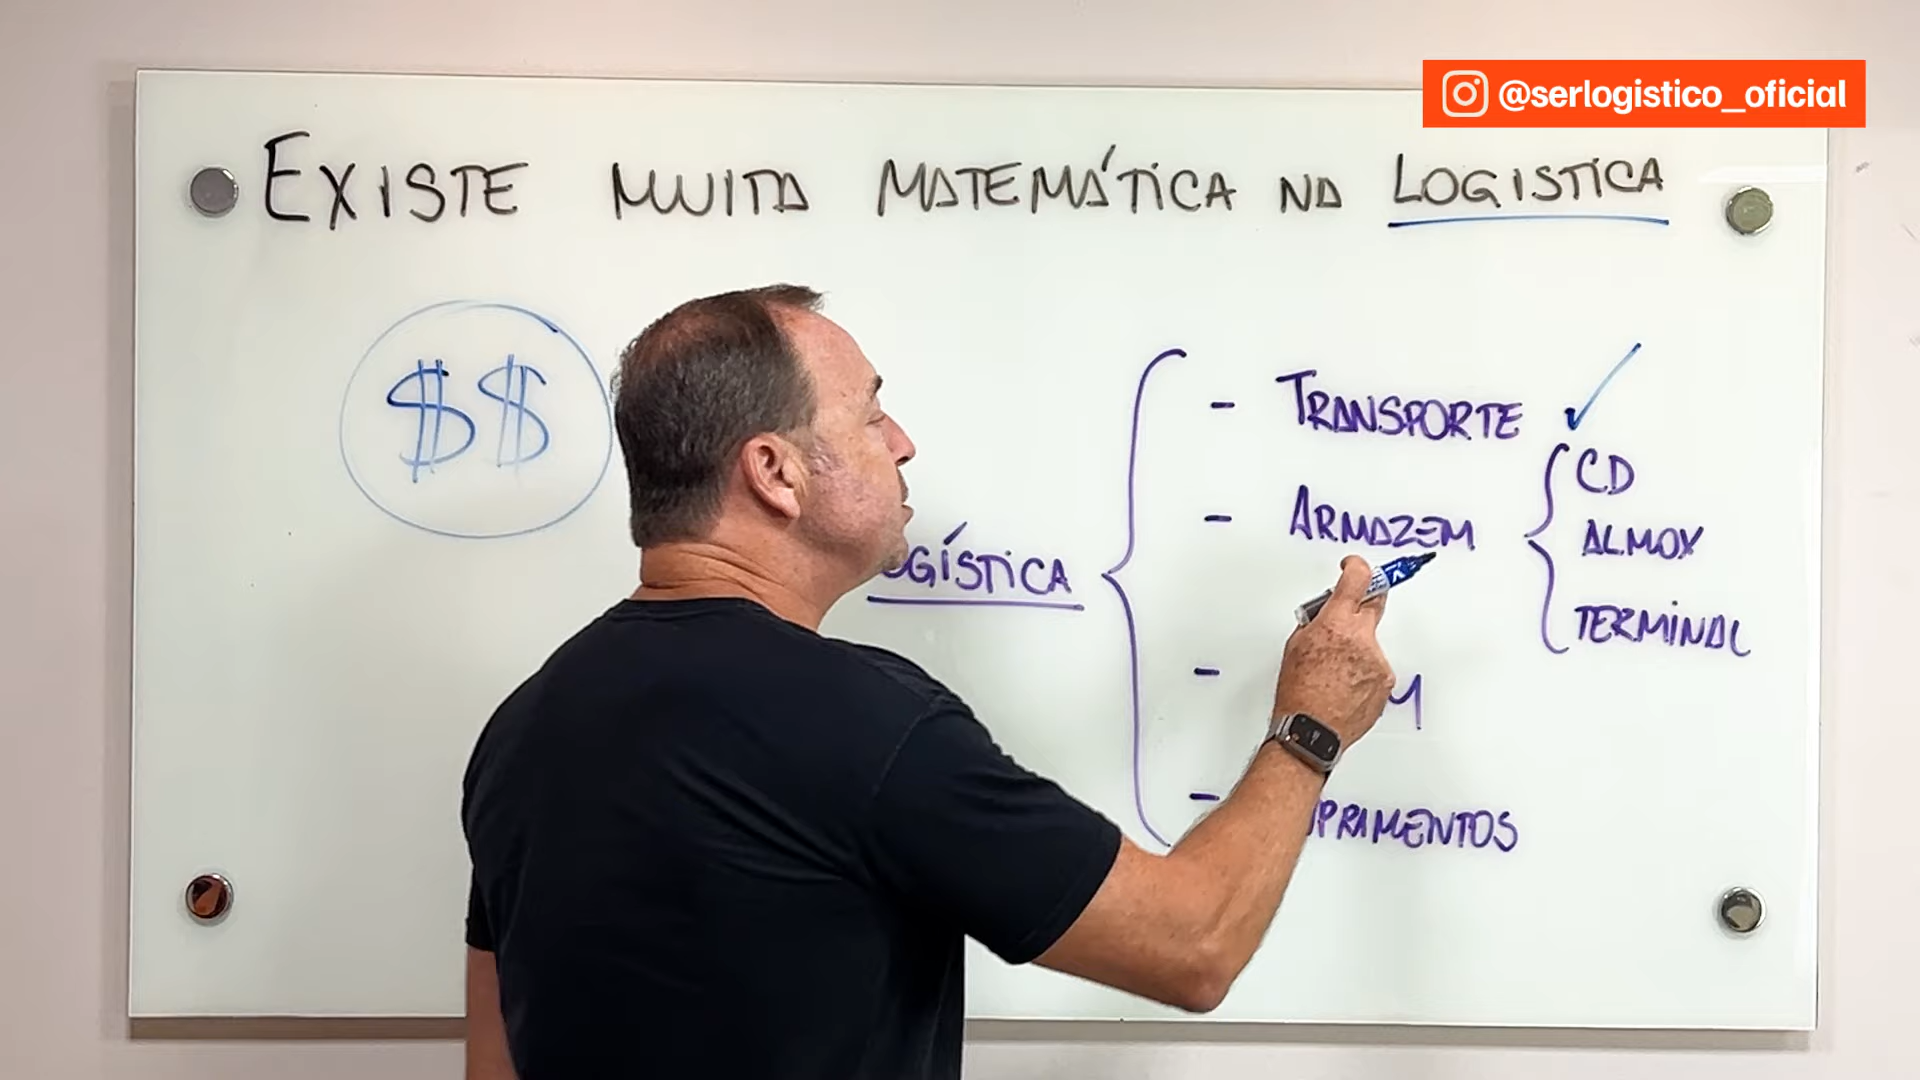 @serlogistico_oficial
EXISTE MUITA MATEMÁTICA NA LOGISTICA
$$
- TRANSPORTE ✓
- ARMAZEM
CD
ALMOX
TERMINAL